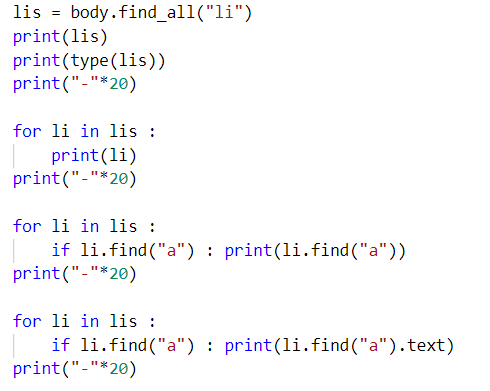 lis = body.find_all("li")
print(lis)
print(type(lis))
print("-"*20)

for li in lis :
    print(li)
print("-"*20)

for li in lis :
    if li.find("a") : print(li.find("a"))
print("-"*20)

for li in lis :
    if li.find("a") : print(li.find("a").text)
print("-"*20)